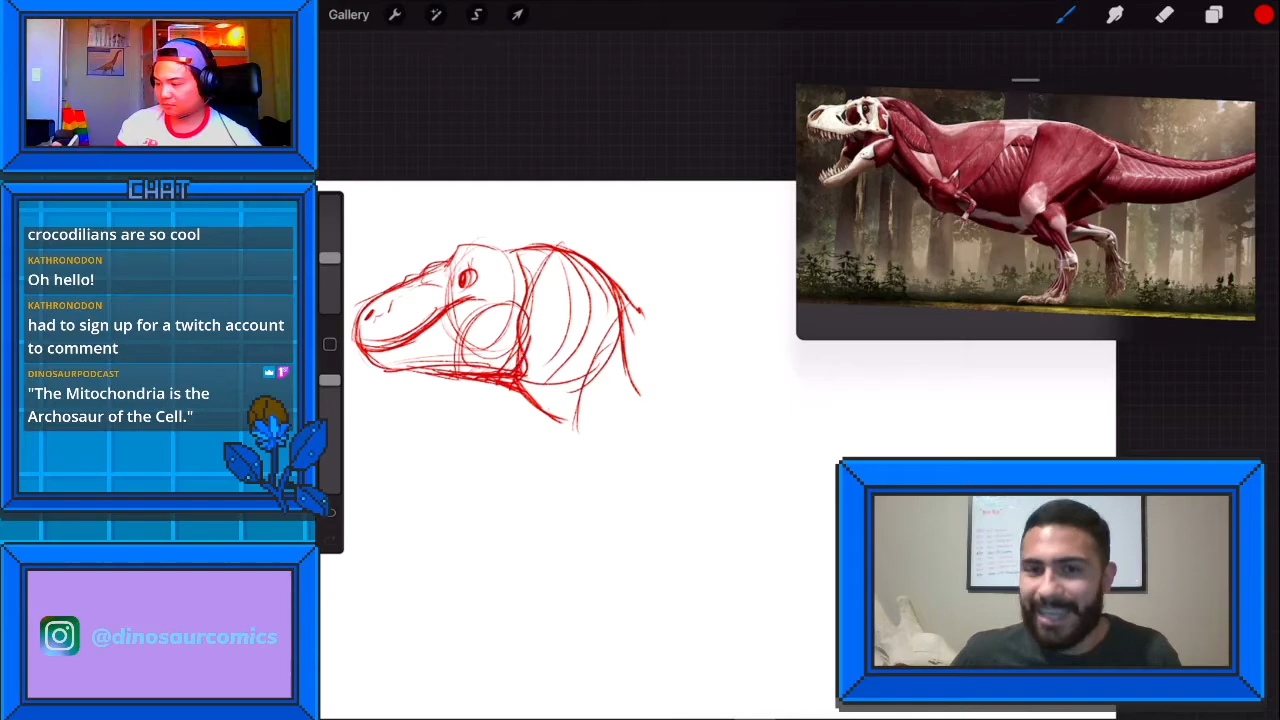 Gallery
CHAT
crocodilians are so cool
KATHRONODON
Oh hello!
KATHRONODON
had to sign up for a twitch account
to comment
DINOSAURPODCAST
"The Mitochondria is the
Archosaur of the Cell."
@dinosaurcomics